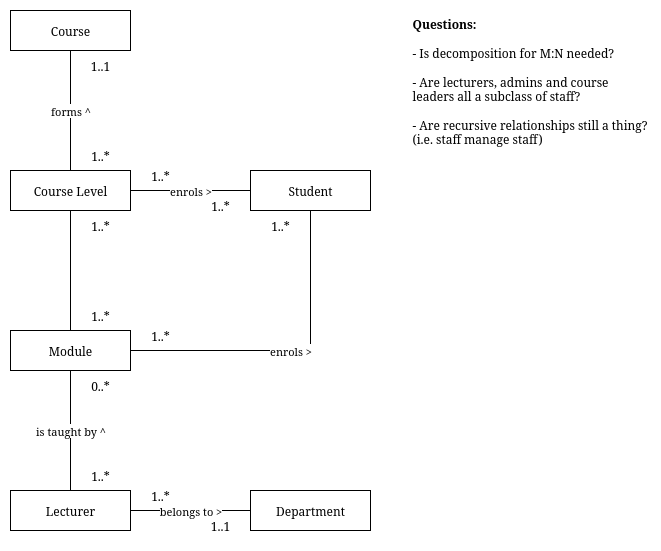 Course
1..1
forms ^
1..*
Course Level
1..*
enrols >
1..*
Student
1..*
1..*
1..*
Module
1..*
enrols >
0..*
is taught by ^
1..*
Lecturer
1..*
belongs to >
1..1
Department
Questions:
- Is decomposition for M:N needed?
- Are lecturers, admins and course
leaders all a subclass of staff?
- Are recursive relationships still a thing?
(i.e. staff manage staff)